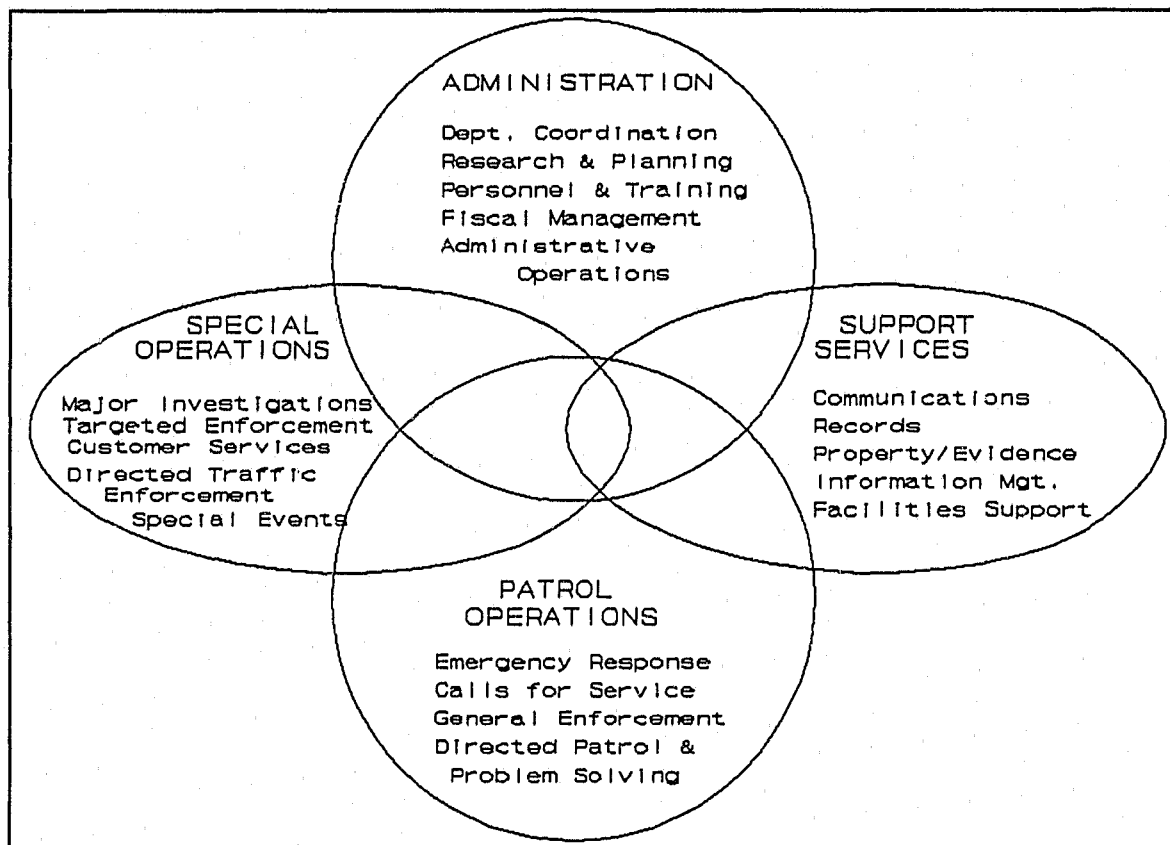 ADMINISTRATION
Dept. Coordination
Research & Planning
Personnel & Training
Fiscal Management
Administrative
Operations
SPECIAL
OPERATIONS
Major Investigations
Targeted Enforcement
Customer Services
Directed Traffic
Enforcement
Special Events
SUPPORT
SERVICES
Communications
Records
Property/Evidence
Information Mgt.
Facilities Support
PATROL
OPERATIONS
Emergency Response
Calls for Service
General Enforcement
Directed Patrol &
Problem Solving